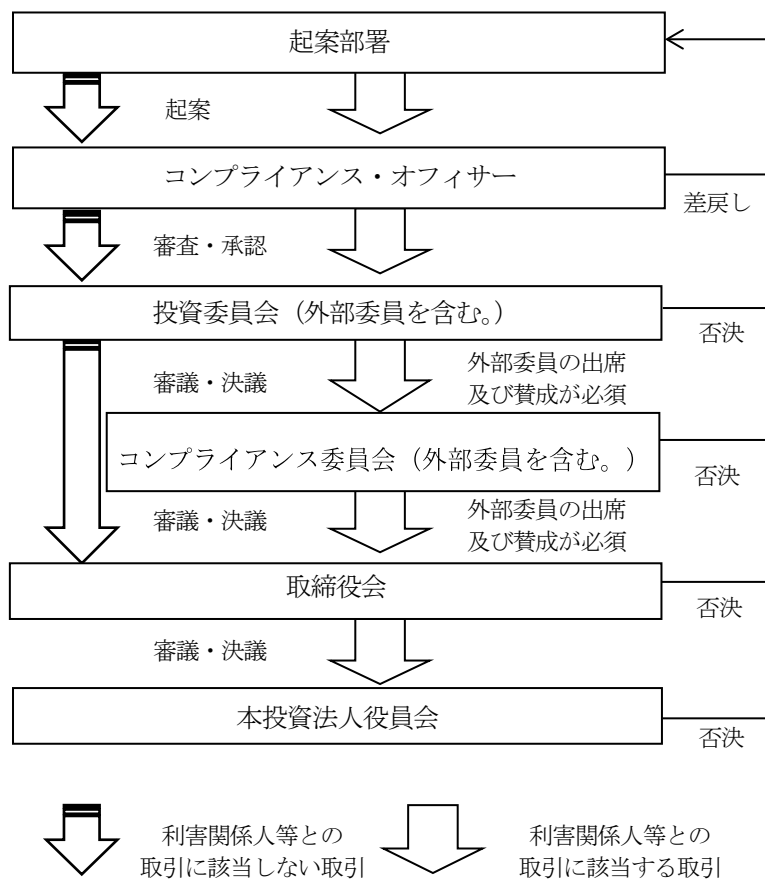 起案部署
起案
コンプライアンス・オフィサー
差戻し
審査・承認
投資委員会（外部委員を含む。）
否決
審議・決議
外部委員の出席
及び賛成が必須
コンプライアンス委員会（外部委員を含む。）
否決
審議・決議
外部委員の出席
及び賛成が必須
取締役会
否決
審議・決議
本投資法人役員会
否決
利害関係人等との
取引に該当しない取引
利害関係人等との
取引に該当する取引